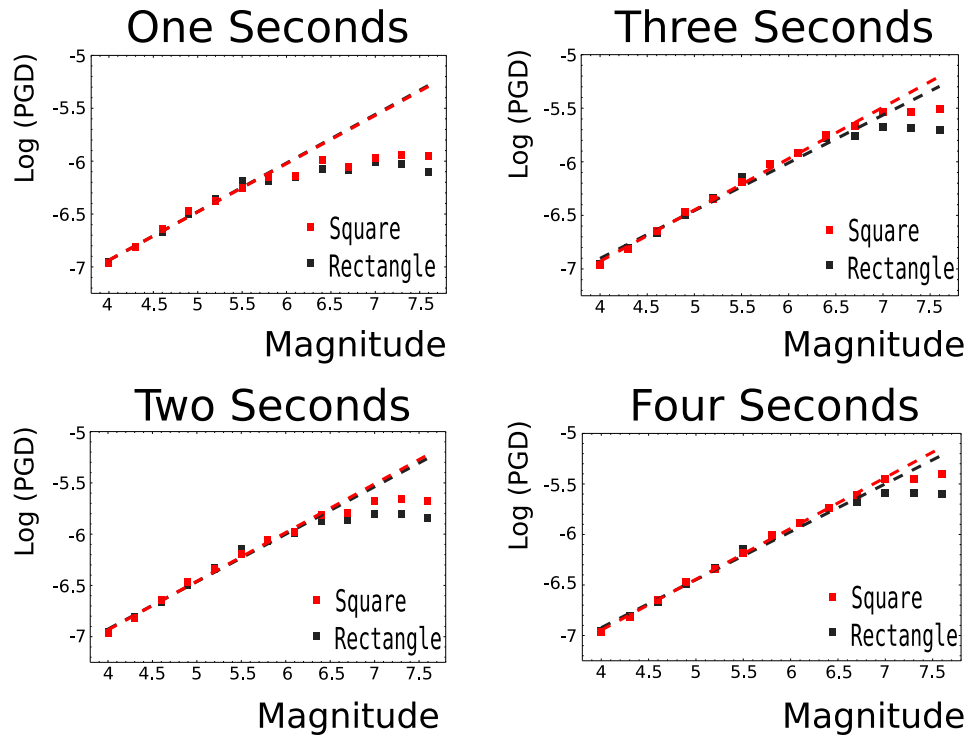 One Seconds
Log (PGD)
-5
-5.5
-6
-6.5
-7
Square
Rectangle
4 4.5 5 5.5 6 6.5 7 7.5
Magnitude
Three Seconds
Log (PGD)
-5
-5.5
-6
-6.5
-7
Square
Rectangle
4 4.5 5 5.5 6 6.5 7 7.5
Magnitude
Two Seconds
Log (PGD)
-5
-5.5
-6
-6.5
-7
Square
Rectangle
4 4.5 5 5.5 6 6.5 7 7.5
Magnitude
Four Seconds
Log (PGD)
-5
-5.5
-6
-6.5
-7
Square
Rectangle
4 4.5 5 5.5 6 6.5 7 7.5
Magnitude